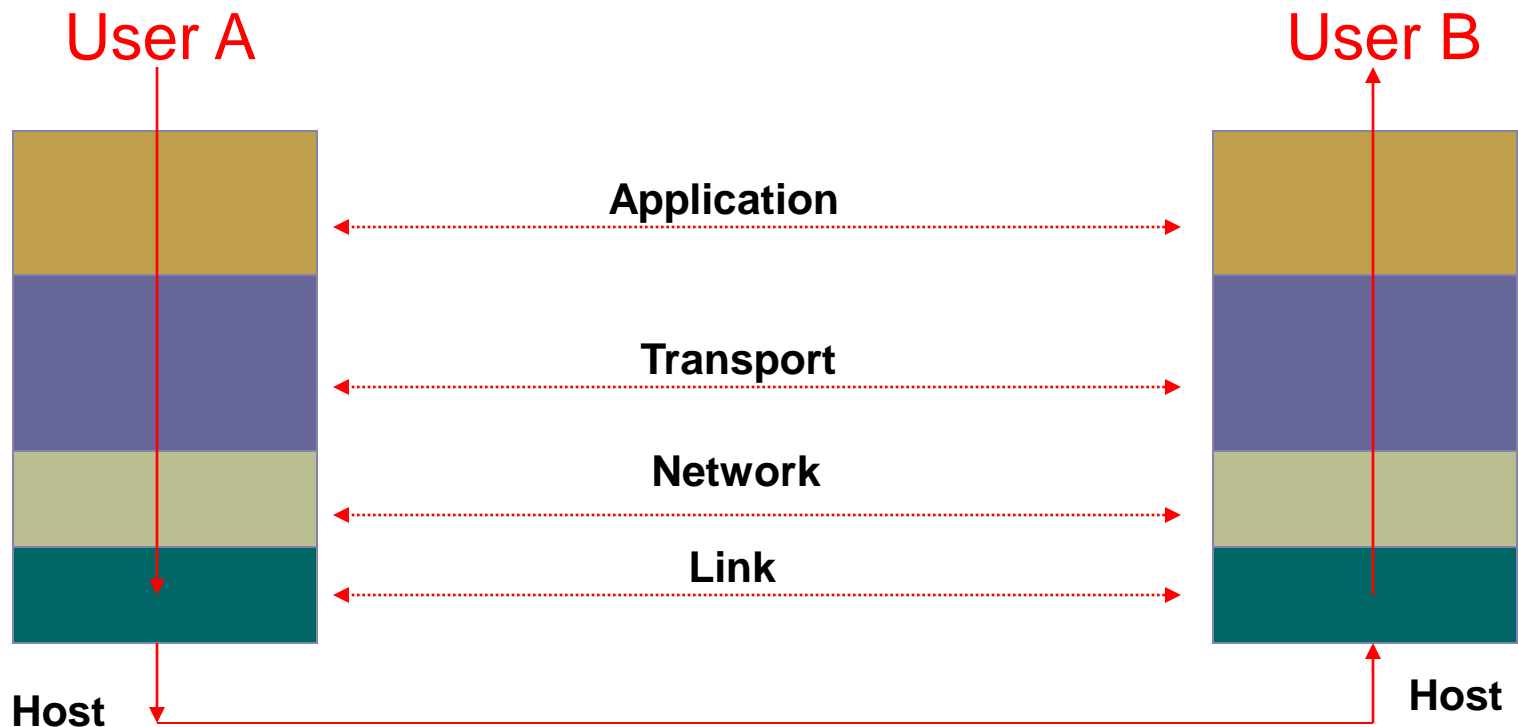 User A
User B
Application
Transport
Network
Link
Host
Host